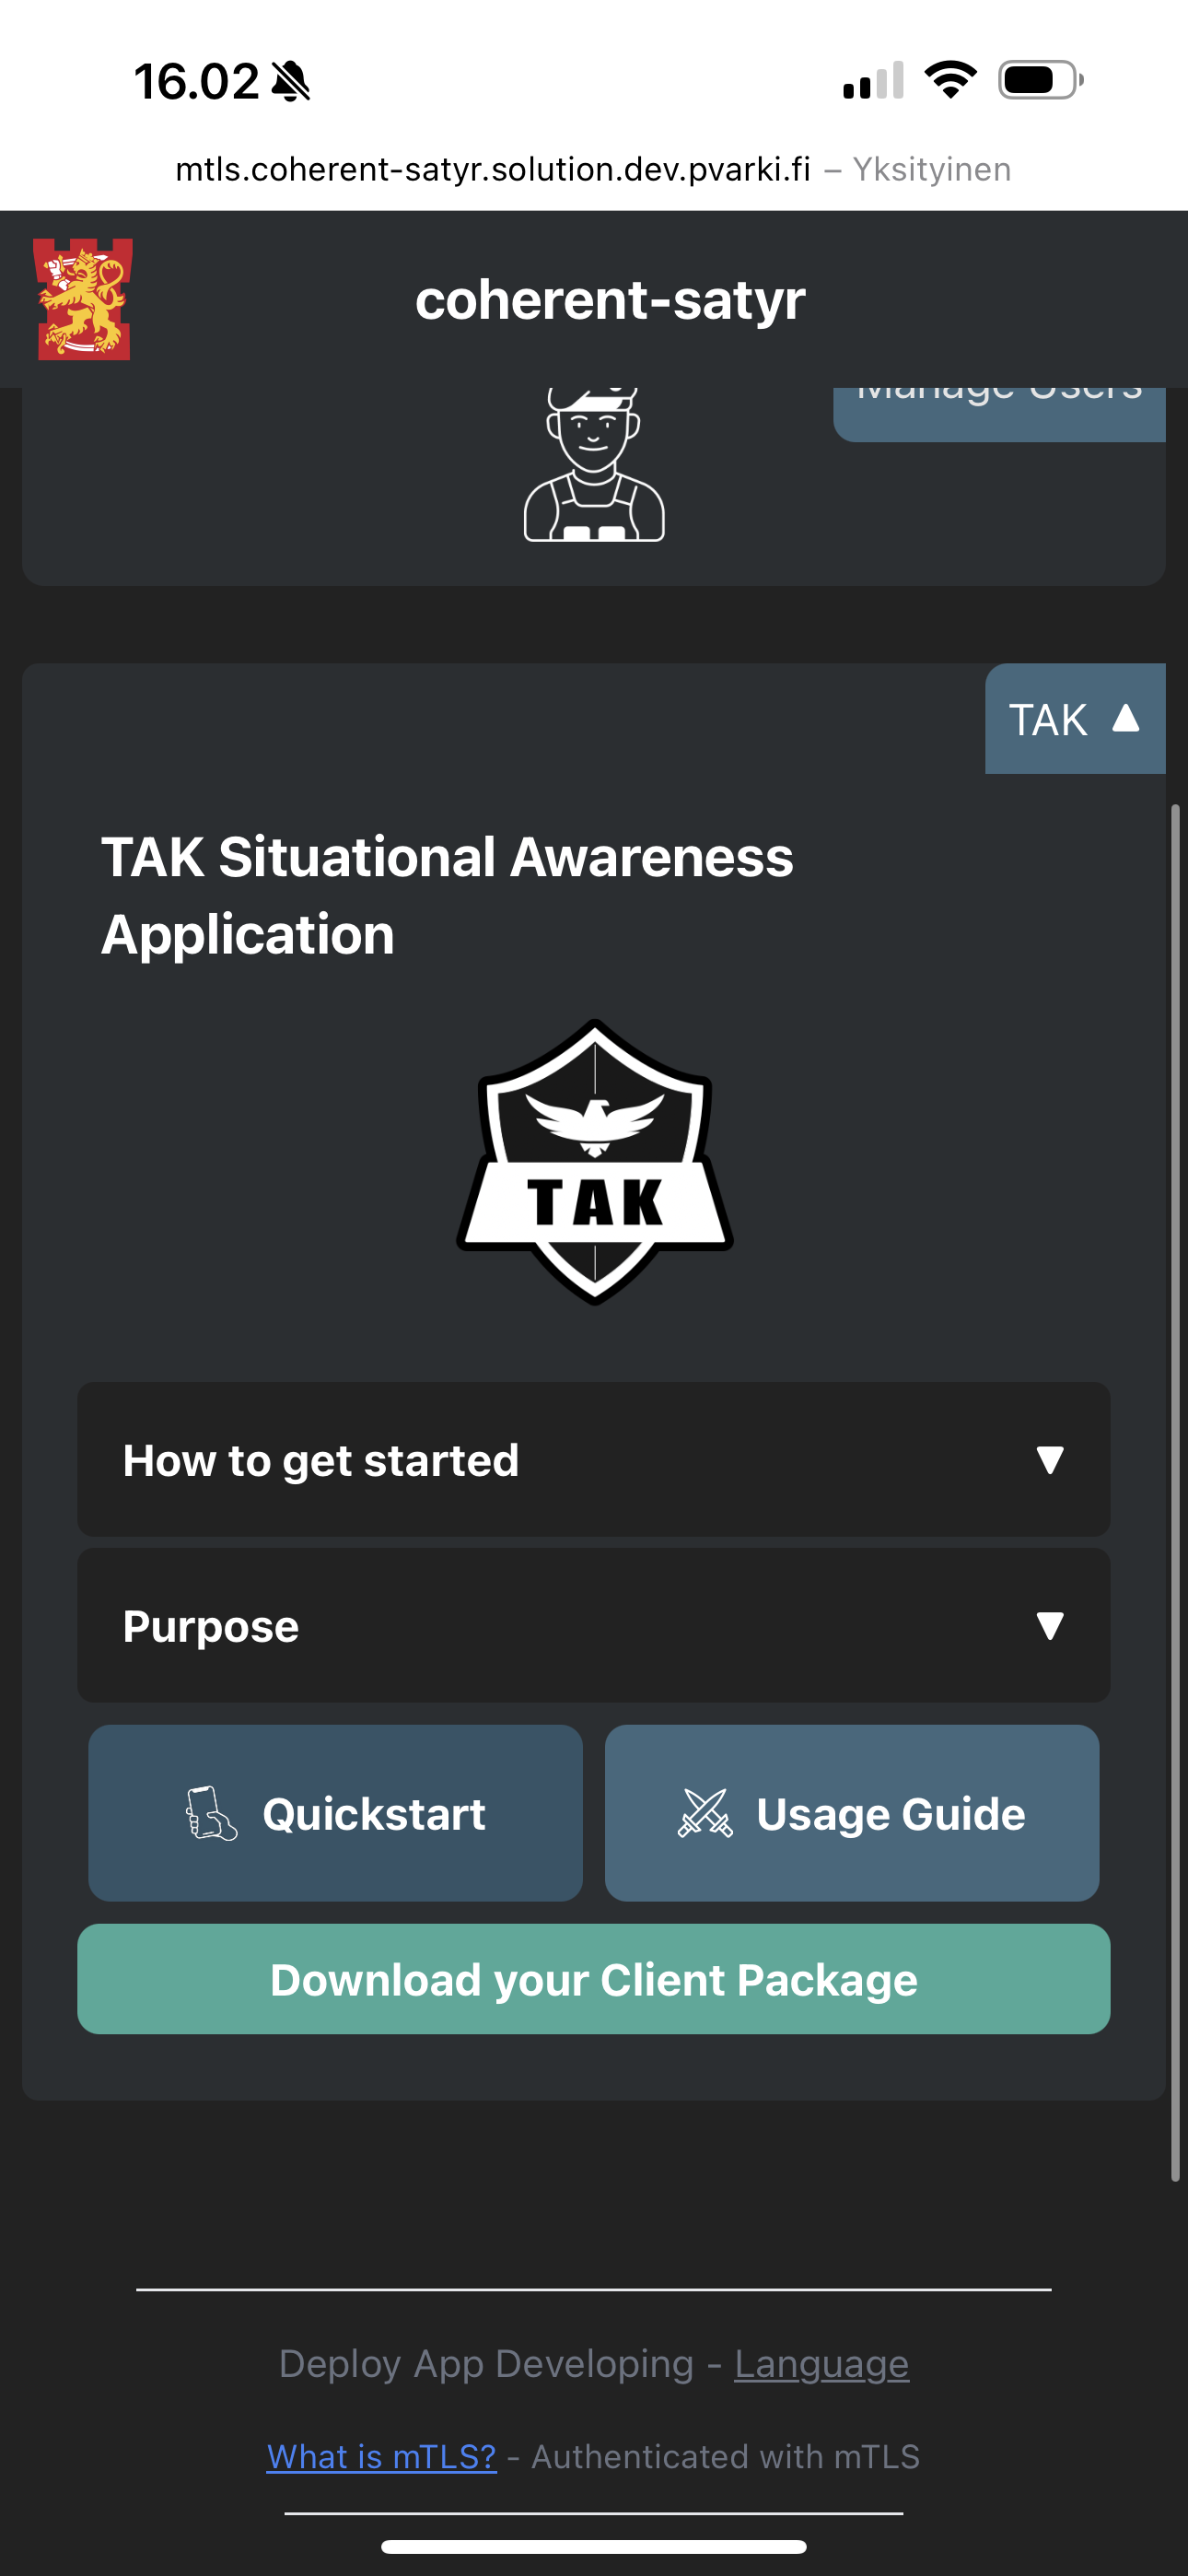 16.02
mtls.coherent-satyr.solution.dev.pvarki.fi – Yksityinen
coherent-satyr
Manage Users
TAK ▲
TAK Situational Awareness
Application
TAK
How to get started ▼
Purpose ▼
Quickstart
Usage Guide
Download your Client Package
Deploy App Developing - Language
What is mTLS? - Authenticated with mTLS